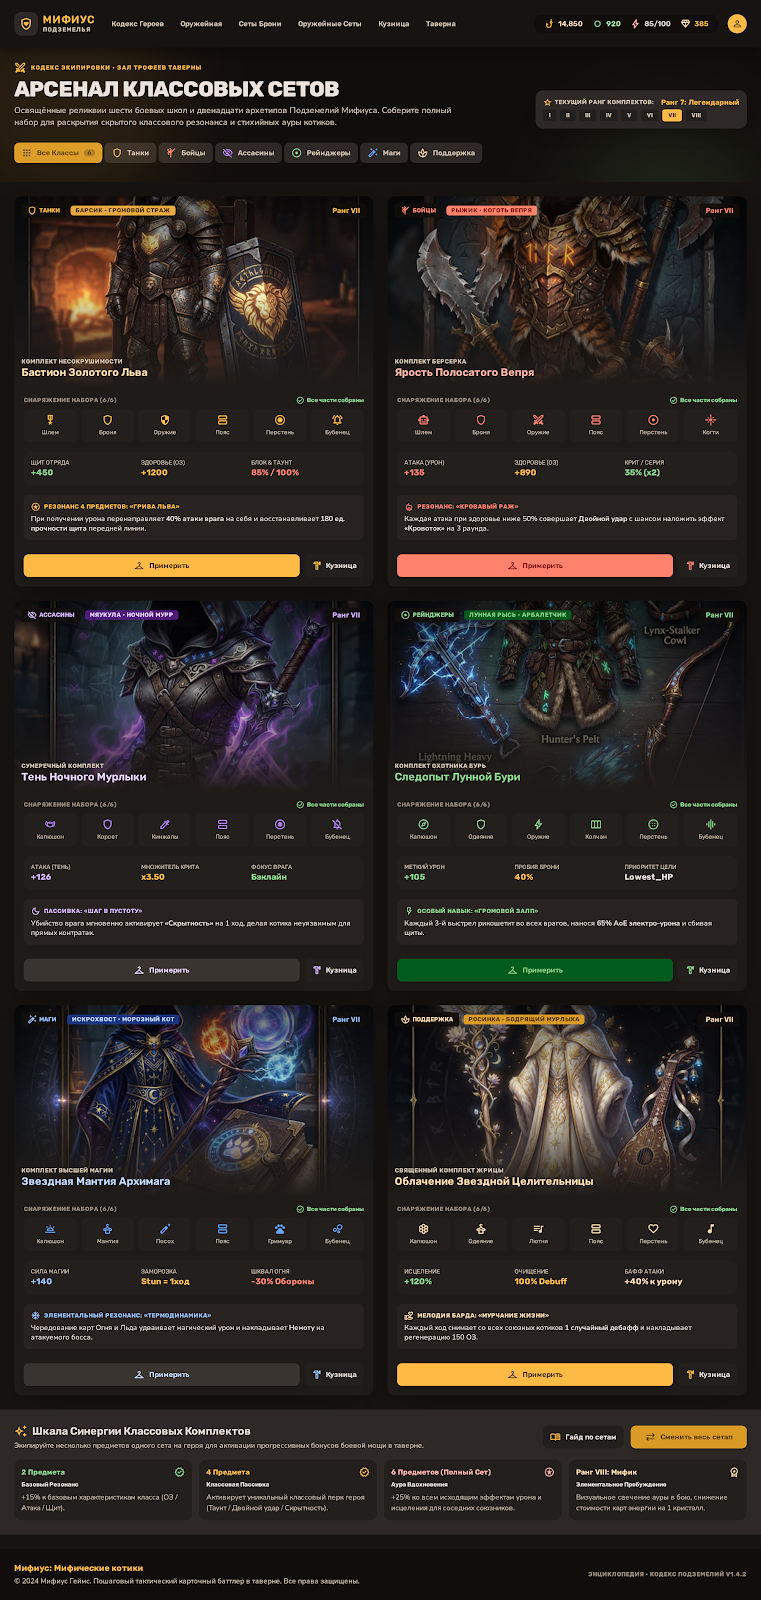 МИФИУС
ПОДЗЕМЕЛЬЯ
Кодекс Героев
Оружейная
Сеты Брони
Оружейные Сеты
Кузница
Таверна
14,850
920
85/100
385
КОДЕКС ЭКИПИРОВКИ • ЗАЛ ТРОФЕЕВ ТАВЕРНЫ
АРСЕНАЛ КЛАССОВЫХ СЕТОВ
Освящённые реликвии шести боевых школ и двенадцати архетипов Подземелий Мифиуса. Соберите полный
набор для раскрытия скрытого классового резонанса и стихийных ауры котиков.
ТЕКУЩИЙ РАНГ КОМПЛЕКТОВ:
Ранг 7: Легендарный
I
II
III
IV
V
VI
VII
VIII
Все Классы
6
Танки
Бойцы
Ассасины
Рейнджеры
Маги
Поддержка
ТАНКИ
БАРСИК • ГРОМОВОЙ СТРАЖ
Ранг VII
КОМПЛЕКТ НЕСОКРУШИМОСТИ
Бастион Золотого Льва
СНАРЯЖЕНИЕ НАБОРА (6/6)
Все части собраны
Шлем
Броня
Оружие
Пояс
Перстень
Бубенец
ЩИТ ОТРЯДА
+450
ЗДОРОВЬЕ (ОЗ)
+1200
БЛОК & ТАУНТ
85% / 100%
РЕЗОНАНС 4 ПРЕДМЕТОВ: «ГРИВА ЛЬВА»
При получении урона перенаправляет 40% атаки врага на себя и восстанавливает 180 ед.
прочности щита передней линии.
Примерить
Кузница
БОЙЦЫ
РЫЖИК • КОГОТЬ ВЕПРЯ
Ранг VII
КОМПЛЕКТ БЕРСЕРКА
Ярость Полосатого Вепря
СНАРЯЖЕНИЕ НАБОРА (6/6)
Все части собраны
Шлем
Броня
Оружие
Пояс
Перстень
Когти
АТАКА (УРОН)
+135
ЗДОРОВЬЕ (ОЗ)
+890
КРИТ / СЕРИЯ
35% (x2)
РЕЗОНАНС: «КРОВАВЫЙ РАЖ»
Каждая атака при здоровье ниже 50% совершает Двойной удар с шансом наложить эффект
«Кровоток» на 3 раунда.
Примерить
Кузница
АССАСИНЫ
МЯУКУЛА • НОЧНОЙ МУРР
Ранг VII
СУМЕРЕЧНЫЙ КОМПЛЕКТ
Тень Ночного Мурлыки
СНАРЯЖЕНИЕ НАБОРА (6/6)
Все части собраны
Капюшон
Корсет
Кинжалы
Пояс
Перстень
Бубенец
АТАКА (ТЕНЬ)
+126
МНОЖИТЕЛЬ КРИТА
x3.50
ФОКУС ВРАГА
Бэклайн
ПАССИВКА: «ШАГ В ПУСТОТУ»
Убийство врага мгновенно активирует «Скрытность» на 1 ход, делая котика неуязвимым для
прямых контратак.
Примерить
Кузница
РЕЙНДЖЕРЫ
ЛУННАЯ РЫСЬ • АРБАЛЕТЧИК
Ранг VII
Lynx-Stalker
Cowl
Hunter's Pelt
Lightning Heavy
КОМПЛЕКТ ОХОТНИКА БУРЬ
Следопыт Лунной Бури
СНАРЯЖЕНИЕ НАБОРА (6/6)
Все части собраны
Капюшон
Одеяние
Оружие
Колчан
Перстень
Бубенец
МЕТКИЙ УРОН
+105
ПРОБИВ БРОНИ
40%
ПРИОРИТЕТ ЦЕЛИ
Lowest_HP
ОСОБЫЙ НАВЫК: «ГРОМОВОЙ ЗАЛП»
Каждый 3-й выстрел рикошетит во всех врагов, нанося 65% AoE электро-урона и сбивая
щиты.
Примерить
Кузница
МАГИ
ИСКРОХВОСТ • МОРОЗНЫЙ КОТ
Ранг VII
КОМПЛЕКТ ВЫСШЕЙ МАГИИ
Звездная Мантия Архимага
СНАРЯЖЕНИЕ НАБОРА (6/6)
Все части собраны
Капюшон
Мантия
Посох
Пояс
Гримуар
Бубенец
СИЛА МАГИИ
+140
ЗАМОРОЗКА
Stun = 1ход
ШКВАЛ ОГНЯ
-30% Обороны
ЭЛЕМЕНТАЛЬНЫЙ РЕЗОНАНС: «ТЕРМОДИНАМИКА»
Чередование карт Огня и Льда удваивает магический урон и накладывает Немоту на
атакуемого босса.
Примерить
Кузница
ПОДДЕРЖКА
РОСИНКА • БОДРЯЩИЙ МУРЛЫКА
Ранг VII
СВЯЩЕННЫЙ КОМПЛЕКТ ЖРИЦЫ
Облачение Звездной Целительницы
СНАРЯЖЕНИЕ НАБОРА (6/6)
Все части собраны
Капюшон
Одеяние
Лютня
Пояс
Перстень
Бубенец
ИСЦЕЛЕНИЕ
+120%
ОЧИЩЕНИЕ
100% Debuff
БАФФ АТАКИ
+40% к урону
МЕЛОДИЯ БАРДА: «МУРЧАНИЕ ЖИЗНИ»
Каждый ход снимает со всех союзных котиков 1 случайный дебафф и накладывает
регенерацию 150 ОЗ.
Примерить
Кузница
Шкала Синергии Классовых Комплектов
Экипируйте несколько предметов одного сета на героя для активации прогрессивных бонусов боевой мощи в таверне.
Гайд по сетам
Сменить весь сетап
2 Предмета
Базовый Резонанс
+15% к базовым характеристикам класса (ОЗ /
Атака / Щит).
4 Предмета
Классовая Пассивка
Активирует уникальный классовый перк героя
(Таунт / Двойной удар / Скрытность).
6 Предметов (Полный Сет)
Аура Вдохновения
+25% ко всем исходящим эффектам урона и
исцеления для соседних союзников.
Ранг VIII: Мифик
Элементальное Пробуждение
Визуальное свечение ауры в бою, снижение
стоимости карт энергии на 1 кристалл.
Мифиус: Мифические котики
© 2024 Мифиус Геймс. Пошаговый тактический карточный баттлер в таверне. Все права защищены.
ЭНЦИКЛОПЕДИЯ • КОДЕКС ПОДЗЕМЕЛИЙ V1.4.2